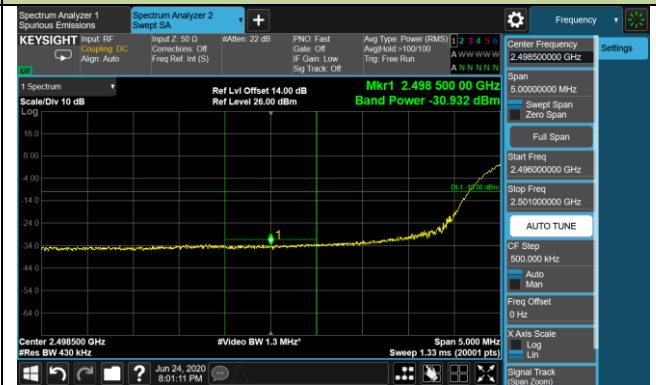 Spectrum Analyzer 1
Spurious Emissions
Spectrum Analyzer 2
Swept SA
Frequency
KEYSIGHT
Input: RF
Coupling: DC
Align: Auto
Input Z: 50 Ω
Corrections: Off
Freq Ref: Int (S)
#Atten: 22 dB
PNO: Fast
Gate: Off
IF Gain: Low
Sig Track: Off
Avg Type: Power (RMS)
Avg|Hold:>100/100
Trig: Free Run
1 2 3 4 5 6
A W W W W W
A N N N N N
Center Frequency
2.498500000 GHz
Settings
Span
5.00000000 MHz
Swept Span
Zero Span
Full Span
Start Freq
2.496000000 GHz
Stop Freq
2.501000000 GHz
AUTO TUNE
CF Step
500.000 kHz
Auto
Man
Freq Offset
0 Hz
X Axis Scale
Log
Lin
Signal Track
(Span Zoom)
1 Spectrum
Scale/Div 10 dB
Log
Ref Lvl Offset 14.00 dB
Ref Level 26.00 dBm
Mkr1 2.498 500 00 GHz
Band Power -30.932 dBm
16.0
6.00
-4.00
-14.0
-24.0
-34.0
-44.0
-54.0
-64.0
DL1 -10.00 dBm
1
Center 2.498500 GHz
#Res BW 430 kHz
#Video BW 1.3 MHz*
Span 5.000 MHz
Sweep 1.33 ms (20001 pts)
Jun 24, 2020
8:01:11 PM